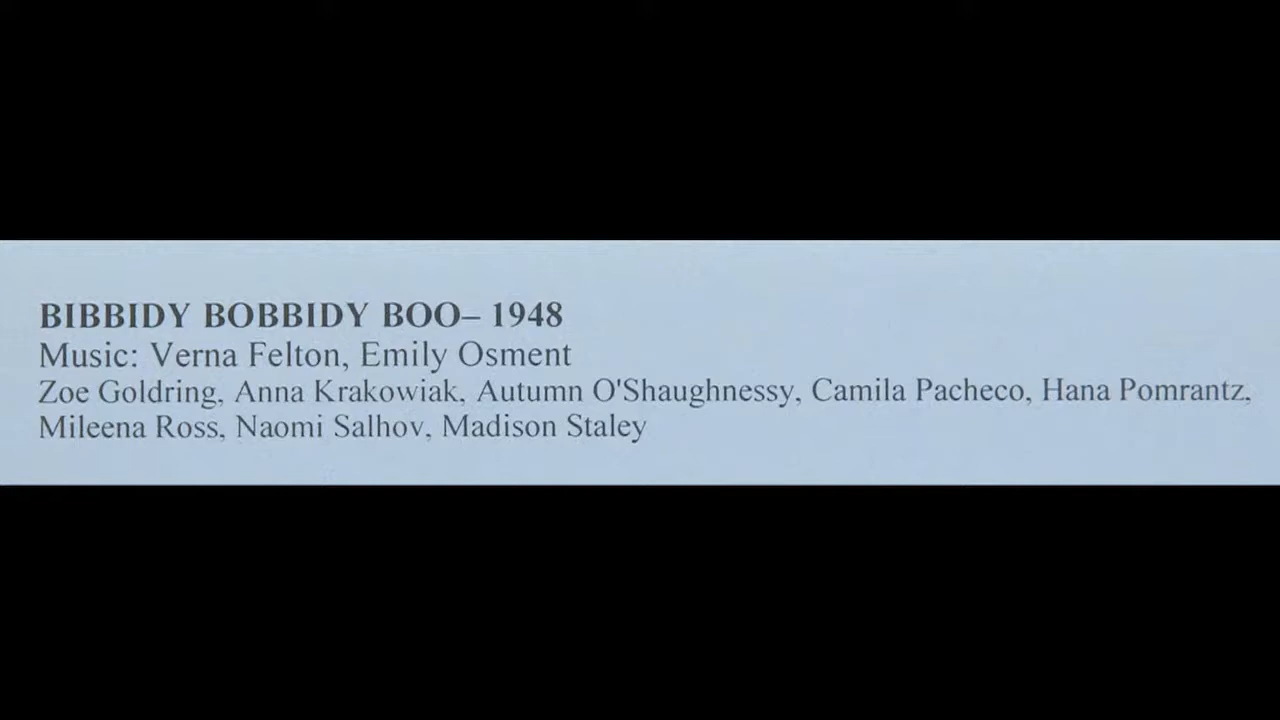 BIBBIDY BOBBIDY BOO– 1948
Music: Verna Felton, Emily Osment
Zoe Goldring, Anna Krakowiak, Autumn O'Shaughnessy, Camila Pacheco, Hana Pomrantz,
Mileena Ross, Naomi Salhov, Madison Staley